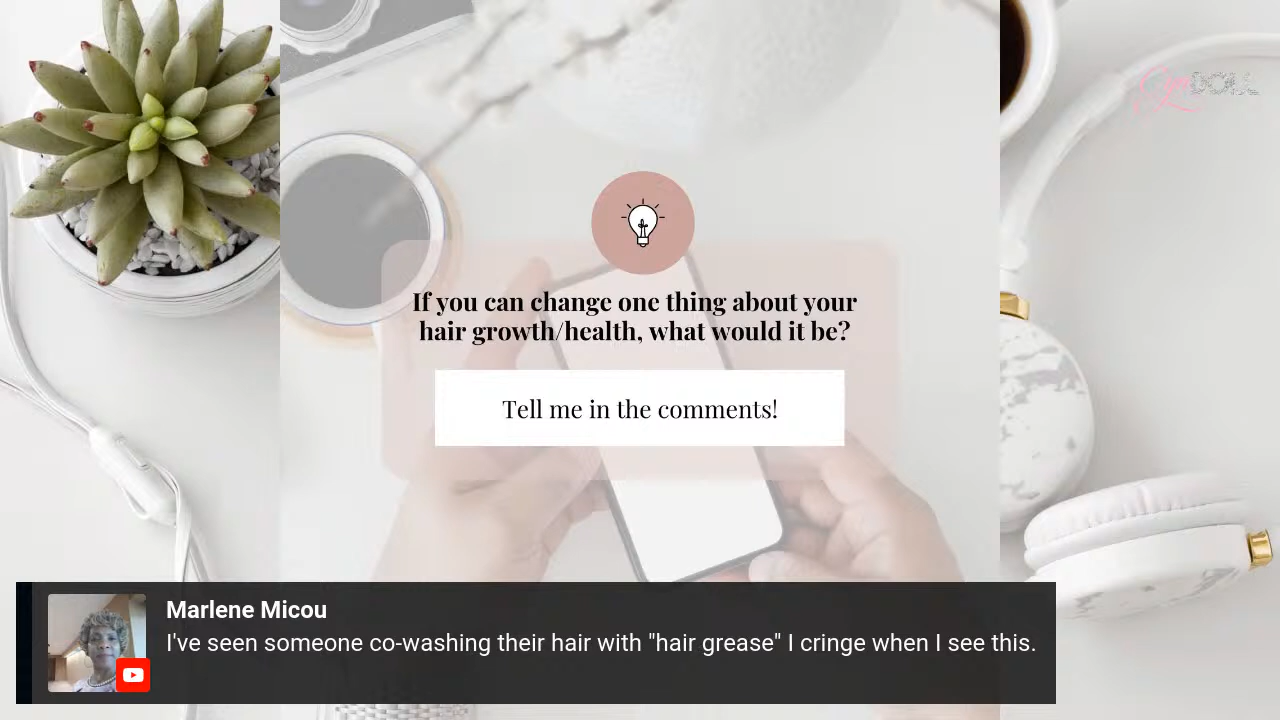 If you can change one thing about your
hair growth/health, what would it be?
Tell me in the comments!
Marlene Micou
I've seen someone co-washing their hair with "hair grease" I cringe when I see this.